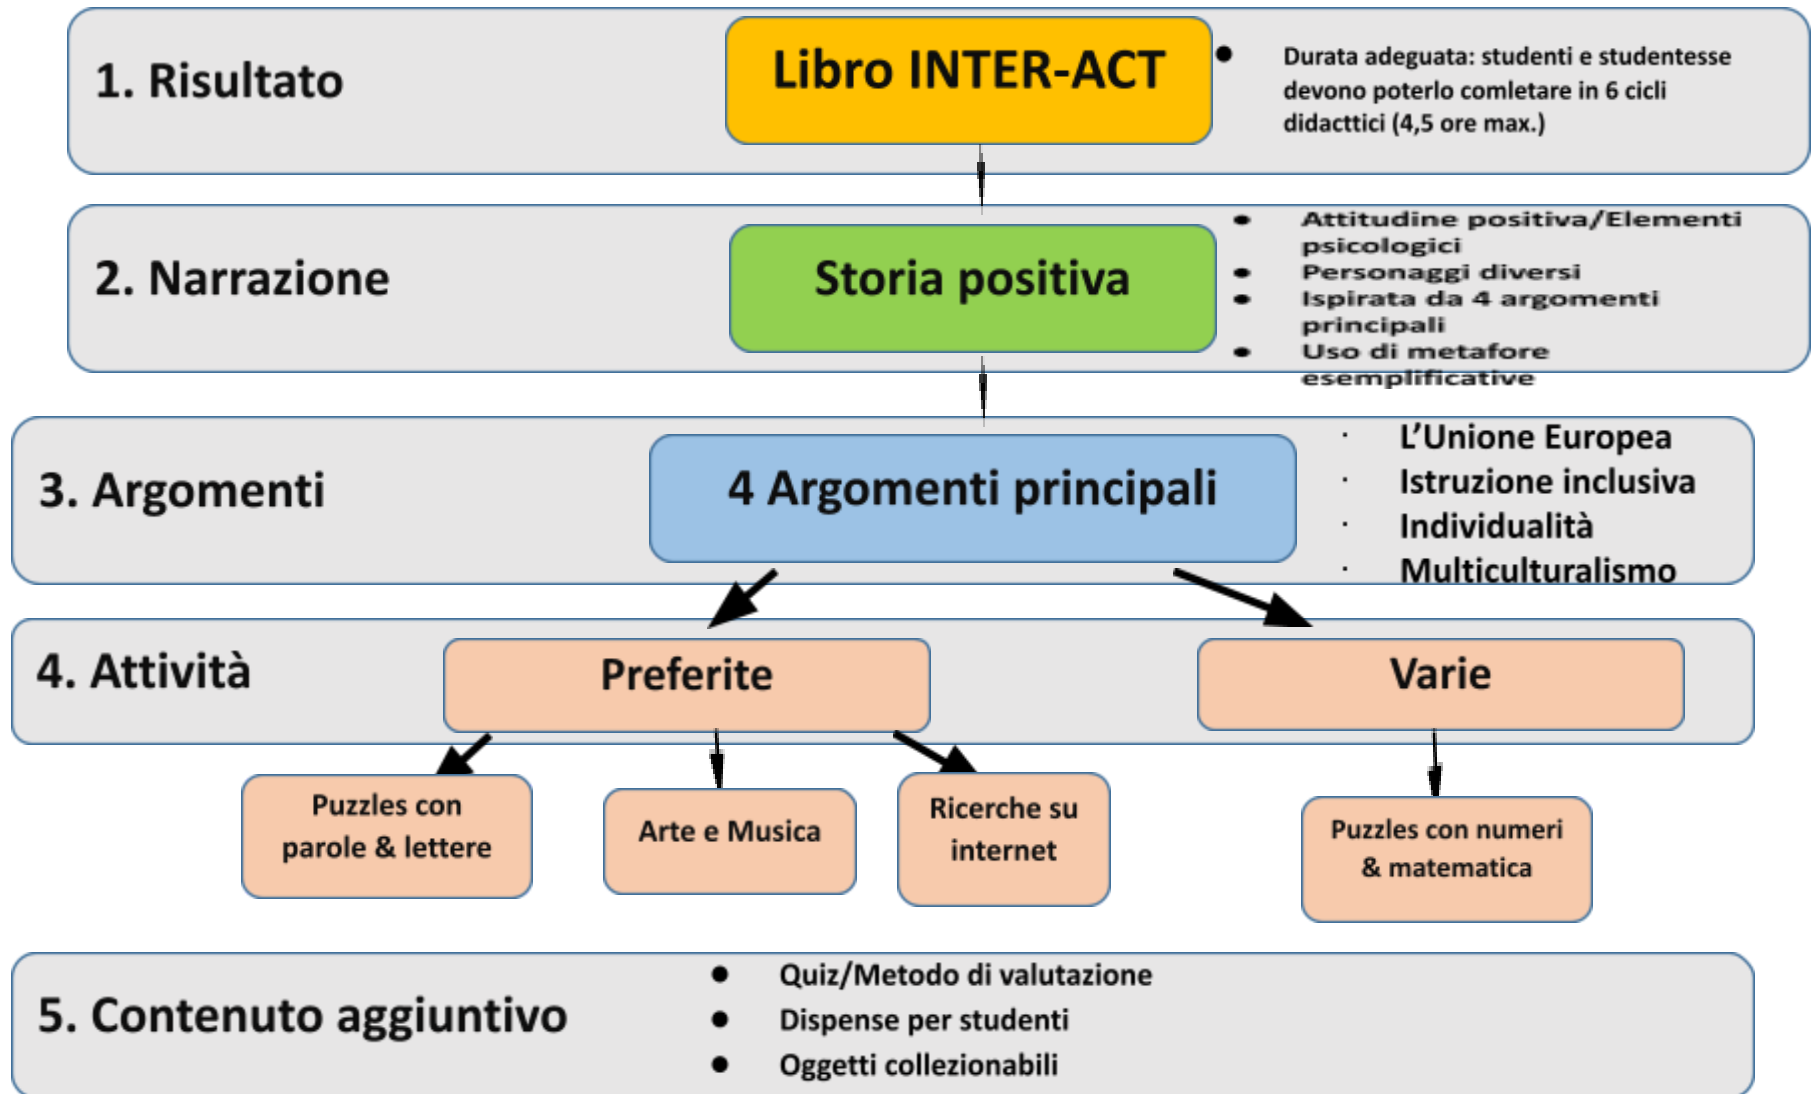 1. Risultato
Libro INTER-ACT
● Durata adeguata: studenti e studentesse
devono poterlo comletare in 6 cicli
didacttici (4,5 ore max.)
2. Narrazione
Storia positiva
● Attitudine positiva/Elementi
psicologici
● Personaggi diversi
● Ispirata da 4 argomenti
principali
● Uso di metafore
esemplificative
3. Argomenti
4 Argomenti principali
· L’Unione Europea
· Istruzione inclusiva
· Individualità
· Multiculturalismo
4. Attività
Preferite
Varie
Puzzles con
parole & lettere
Arte e Musica
Ricerche su
internet
Puzzles con numeri
& matematica
5. Contenuto aggiuntivo
● Quiz/Metodo di valutazione
● Dispense per studenti
● Oggetti collezionabili